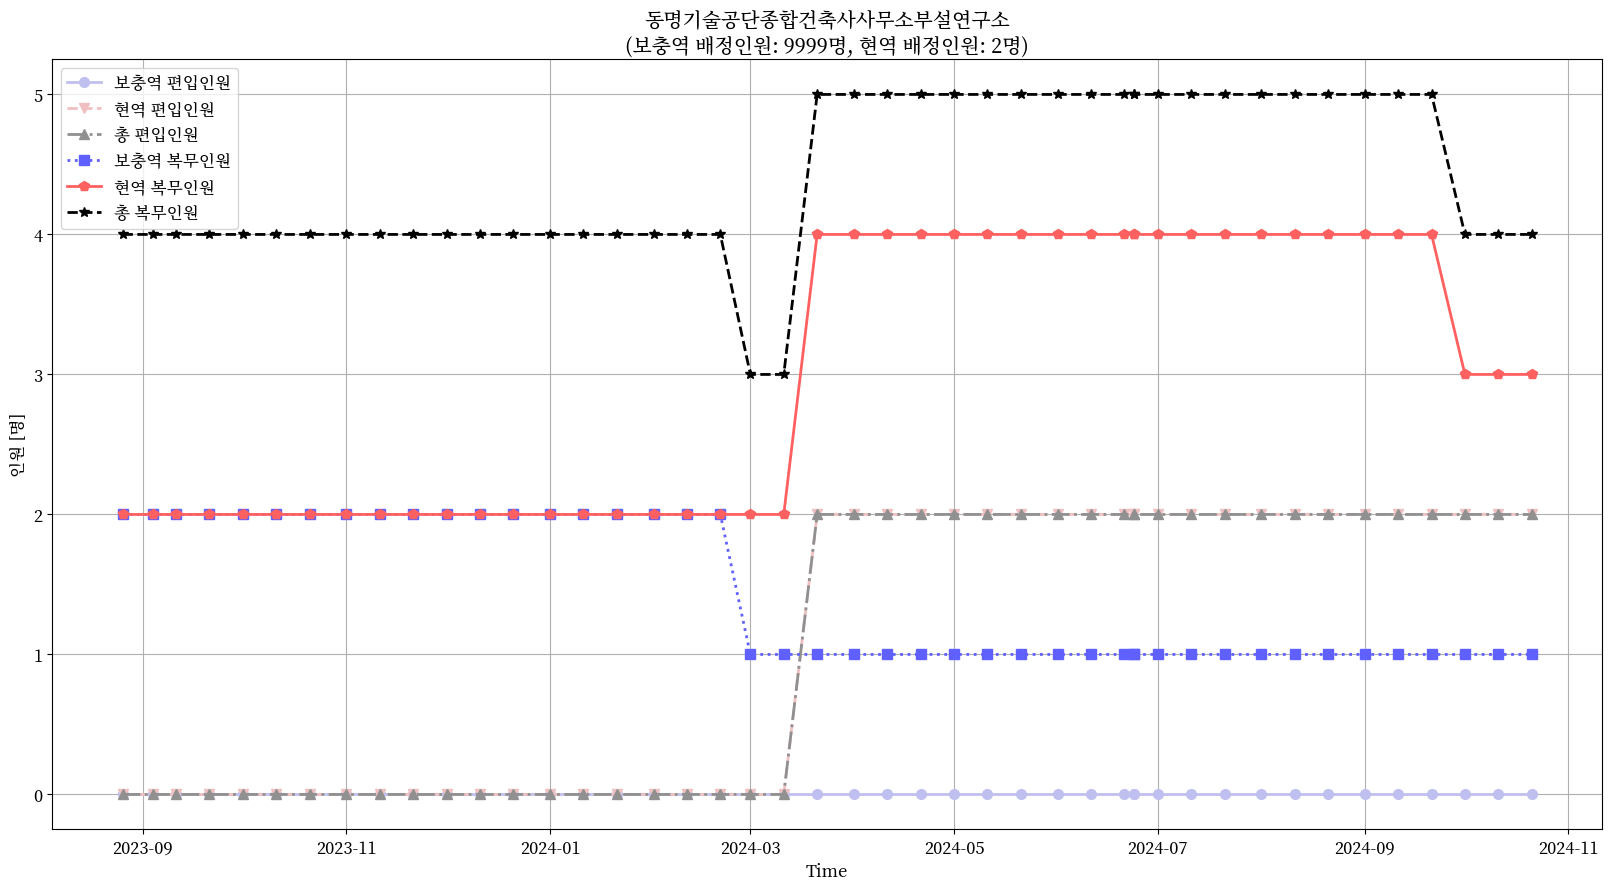 동명기술공단종합건축사사무소부설연구소
(보충역 배정인원: 9999명, 현역 배정인원: 2명)
보충역 편입인원
현역 편입인원
총 편입인원
보충역 복무인원
현역 복무인원
총 복무인원
5
4
3
2
1
0
인원 [명]
2023-09
2023-11
2024-01
2024-03
2024-05
2024-07
2024-09
2024-11
Time